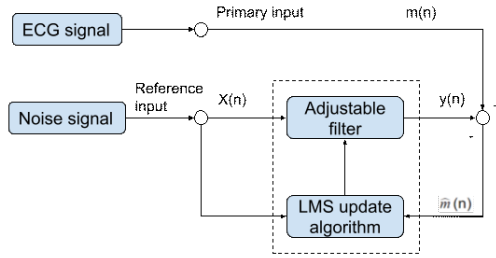 ECG signal
Primary input
m(n)
Reference
input
X(n)
Noise signal
Adjustable
filter
y(n)
-
-
LMS update
algorithm
m̂ (n)